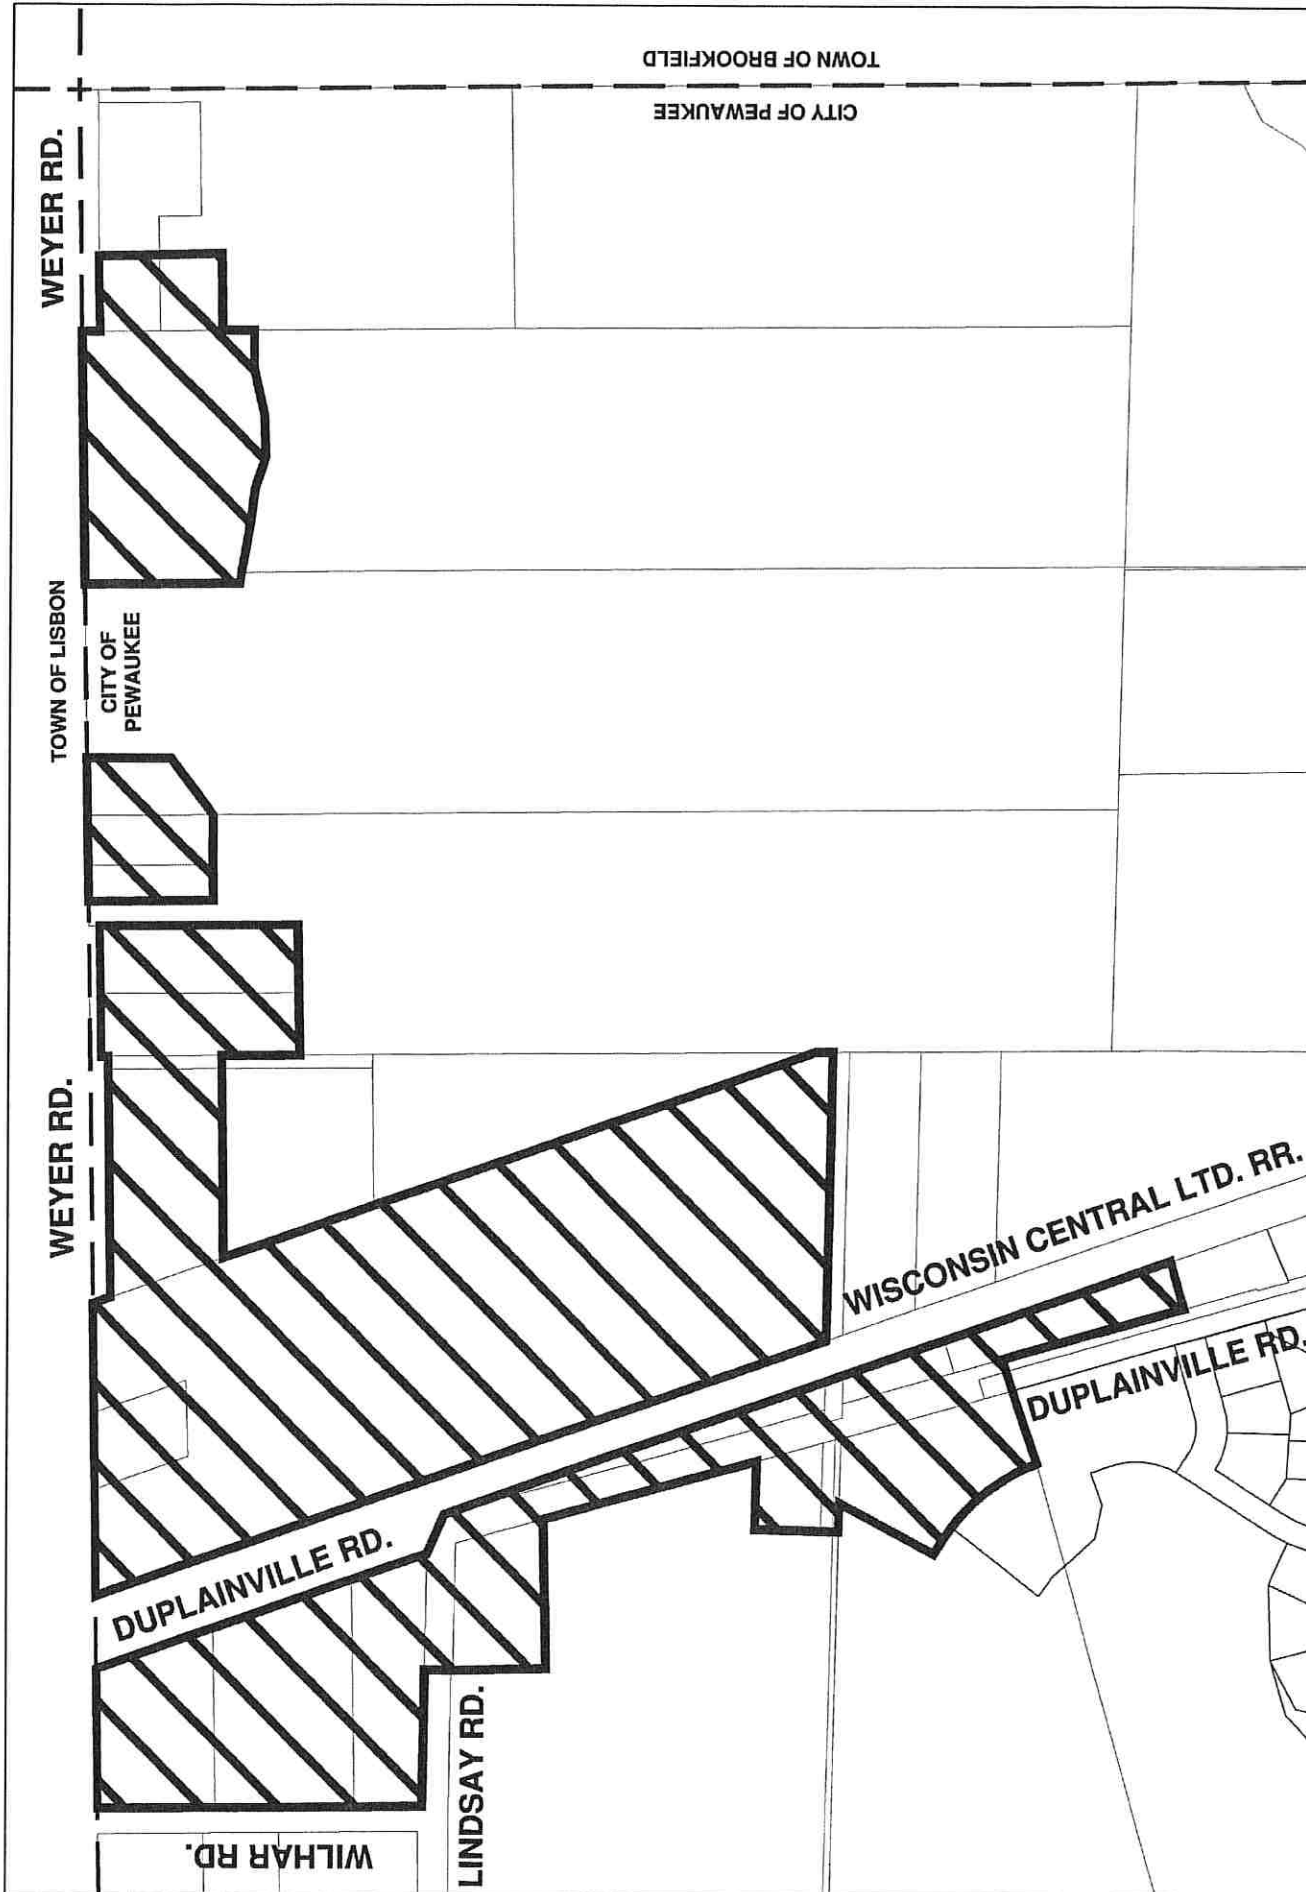 TOWN OF BROOKFIELD
CITY OF PEWAUKEE
WEYER RD.
TOWN OF LISBON
CITY OF
PEWAUKEE
WEYER RD.
WISCONSIN CENTRAL LTD. RR.
DUPLAINVILLE RD.
DUPLAINVILLE RD.
LINDSAY RD.
WILHAR RD.